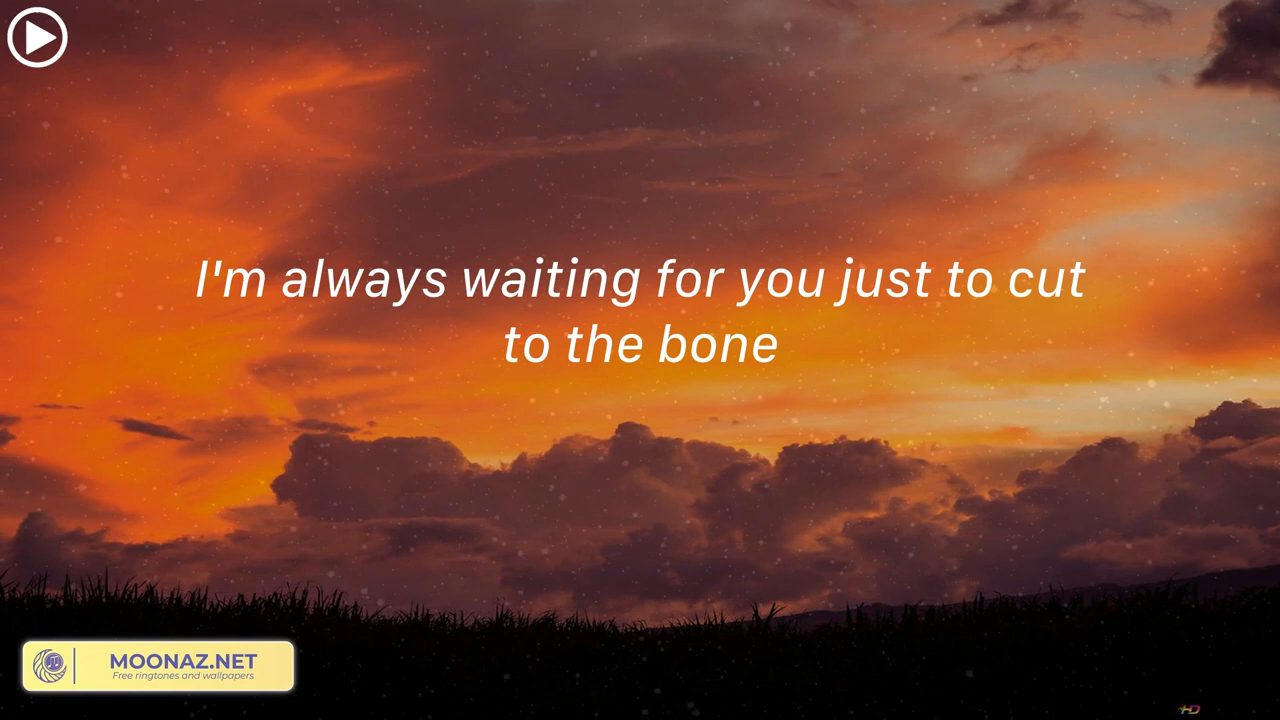 I'm always waiting for you just to cut
to the bone
MOONAZ.NET
Free ringtones and wallpapers
HD